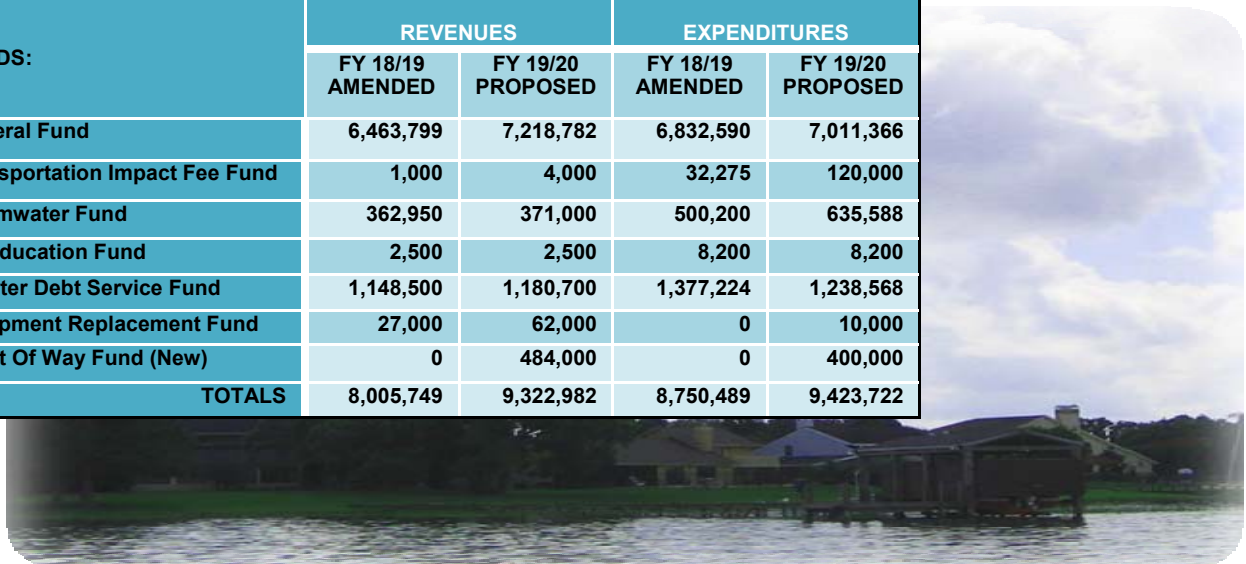 REVENUES EXPENDITURES
DS:
FY 18/19 FY 19/20 FY 18/19 FY 19/20
AMENDED PROPOSED AMENDED PROPOSED
eral Fund 6,463,799 7,218,782 6,832,590 7,011,366
sportation Impact Fee Fund 1,000 4,000 32,275 120,000
mwater Fund 362,950 371,000 500,200 635,588
ducation Fund 2,500 2,500 8,200 8,200
ter Debt Service Fund 1,148,500 1,180,700 1,377,224 1,238,568
pment Replacement Fund 27,000 62,000 0 10,000
t Of Way Fund (New) 0 484,000 0 400,000
TOTALS 8,005,749 9,322,982 8,750,489 9,423,722